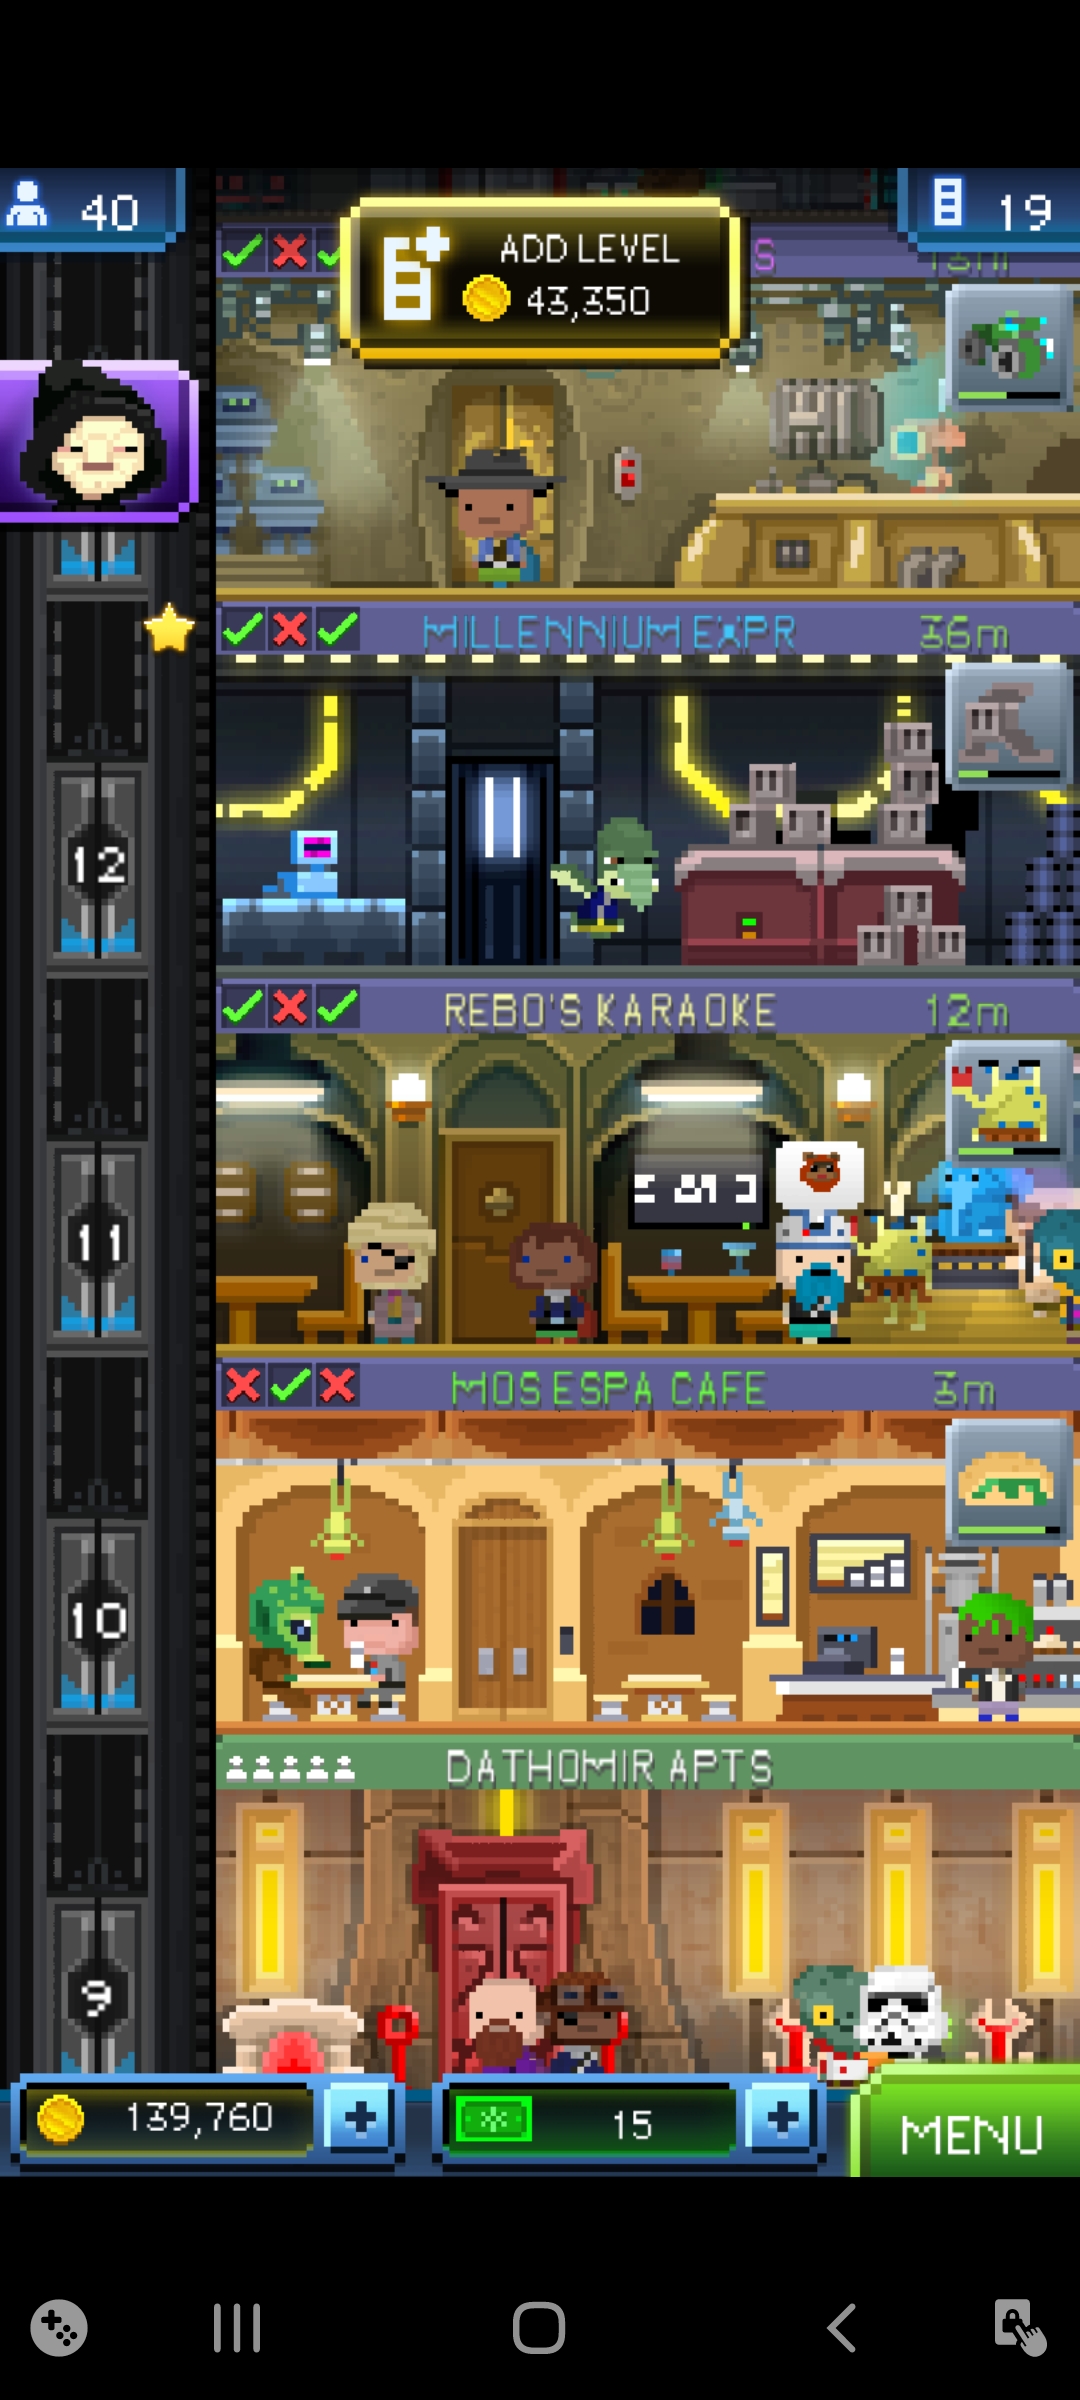 40
ADD LEVEL
43,350
19
S
13m
MILLENNIUM EXPR
36m
12
REBO'S KARAOKE
12m
11
MOS ESPA CAFE
3m
10
DATHOMIR APTS
9
139,760
15
MENU